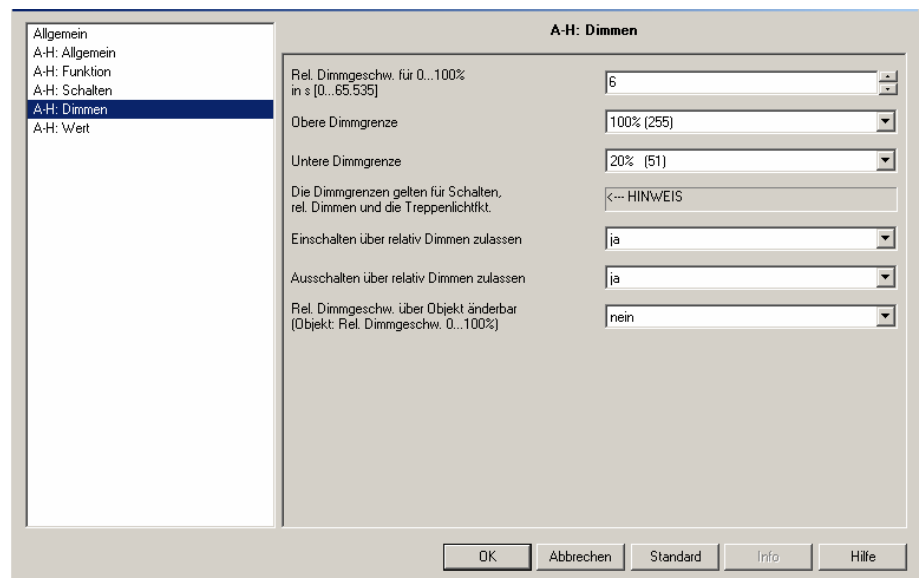 Allgemein
A-H: Allgemein
A-H: Funktion
A-H: Schalten
A-H: Dimmen
A-H: Wert
A-H: Dimmen
Rel. Dimmgeschw. für 0...100%
in s [0...65.535]
6
Obere Dimmgrenze
100% (255)
Untere Dimmgrenze
20% (51)
Die Dimmgrenzen gelten für Schalten,
rel. Dimmen und die Treppenlichtfkt.
<--- HINWEIS
Einschalten über relativ Dimmen zulassen
ja
Ausschalten über relativ Dimmen zulassen
ja
Rel. Dimmgeschw. über Objekt änderbar
(Objekt: Rel. Dimmgeschw. 0...100%)
nein
OK
Abbrechen
Standard
Info
Hilfe